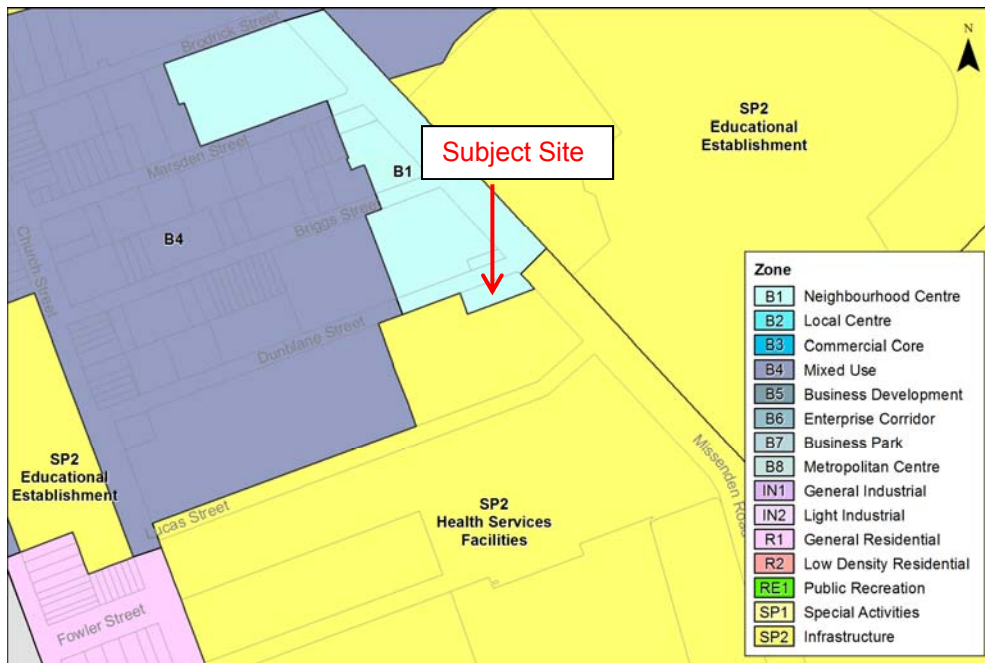 Brodrick Street
N
SP2
Educational
Establishment
Subject Site
Marsden Street
B1
Briggs Street
B4
Church Street
Dunblane Street
SP2
Educational
Establishment
Lucas Street
SP2
Health Services
Facilities
Missenden Road
Fowler Street
Zone
B1 Neighbourhood Centre
B2 Local Centre
B3 Commercial Core
B4 Mixed Use
B5 Business Development
B6 Enterprise Corridor
B7 Business Park
B8 Metropolitan Centre
IN1 General Industrial
IN2 Light Industrial
R1 General Residential
R2 Low Density Residential
RE1 Public Recreation
SP1 Special Activities
SP2 Infrastructure